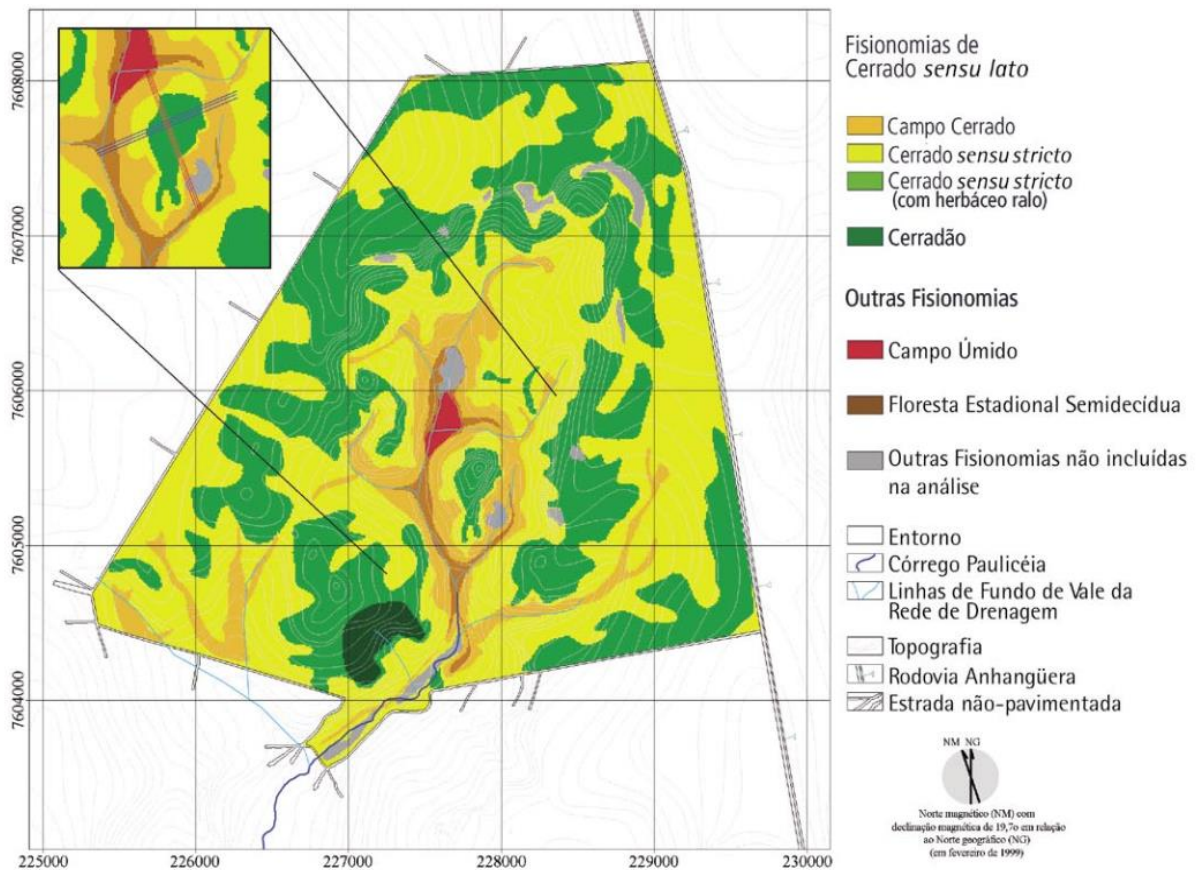 Fisionomias de
Cerrado sensu lato
Campo Cerrado
Cerrado sensu stricto
Cerrado sensu stricto
(com herbáceo ralo)
Cerradão
Outras Fisionomias
Campo Úmido
Floresta Estadional Semidecídua
Outras Fisionomias não incluídas
na análise
Entorno
Córrego Paulicéia
Linhas de Fundo de Vale da
Rede de Drenagem
Topografia
Rodovia Anhangüera
Estrada não-pavimentada
NM NG
Norte magnético (NM) com
declinação magnética de 19,7o em relação
ao Norte geográfico (NG)
(em fevereiro de 1999)
7608000
7607000
7606000
7605000
7604000
225000 226000 227000 228000 229000 230000